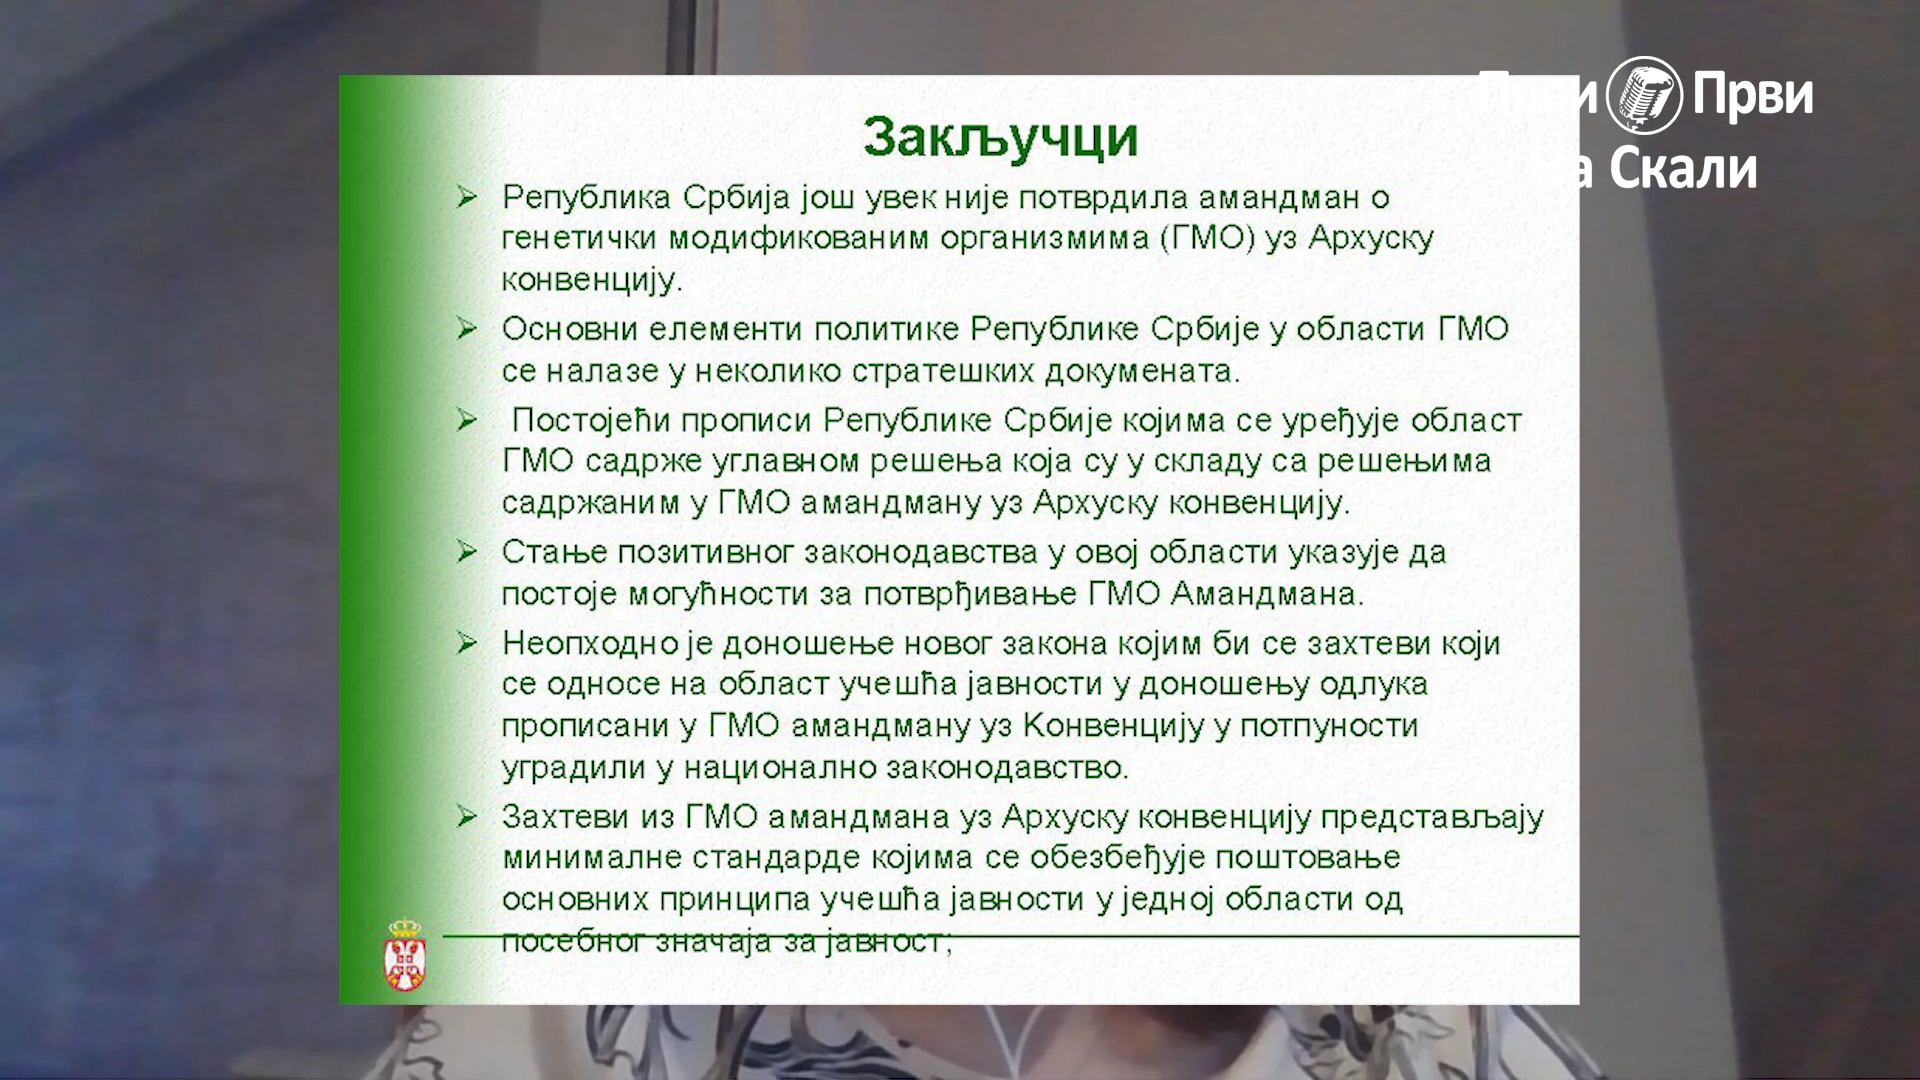 Први
Скали
Закључци
Република Србија још увек није потврдила амандман о
генетички модификованим организмима (ГМО) уз Архуску
конвенцију.
Основни елементи политике Републике Србије у области ГМО
се налазе у неколико стратешких докумената.
Постојећи прописи Републике Србије којима се уређује област
ГМО садрже углавном решења која су у складу са решењима
садржаним у ГМО амандману уз Архуску конвенцију.
Стање позитивног законодавства у овој области указује да
постоје могућности за потврђивање ГМО Амандмана.
Неопходно је доношење новог закона којим би се захтеви који
се односе на област учешћа јавности у доношењу одлука
прописани у ГМО амандману уз Конвенцију у потпуности
уградили у национално законодавство.
Захтеви из ГМО амандмана уз Архуску конвенцију представљају
минималне стандарде којима се обезбеђује поштовање
основних принципа учешћа јавности у једној области од
посебног значаја за јавност;